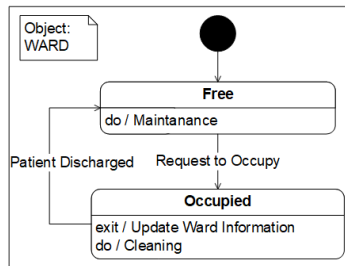 Object:
WARD
Free
do / Maintanance
Patient Discharged
Request to Occupy
Occupied
exit / Update Ward Information
do / Cleaning